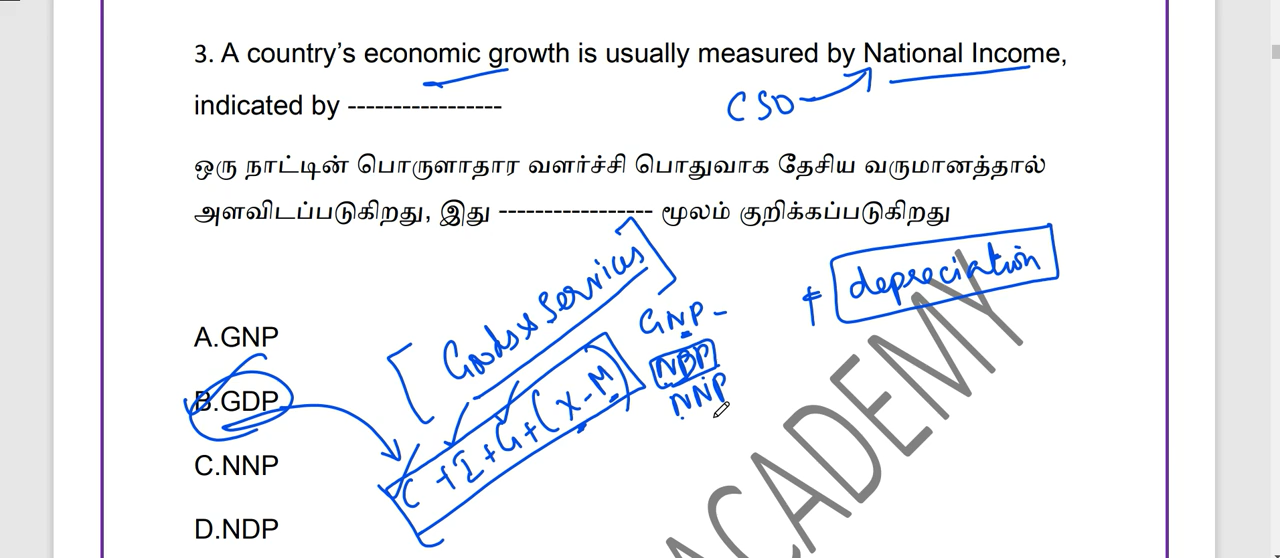 3. A country's economic growth is usually measured by National Income,
indicated by -----------------
CSO
ஒரு நாட்டின் பொருளாதார வளர்ச்சி பொதுவாக தேசிய வருமானத்தால்
அளவிடப்படுகிறது, இது ----------------- மூலம் குறிக்கப்படுகிறது
depreciation
Goods & Services
GNP -
NDP
NNP
A.GNP
B.GDP
C+I+G+(X-M)
C.NNP
D.NDP
ACADEMY